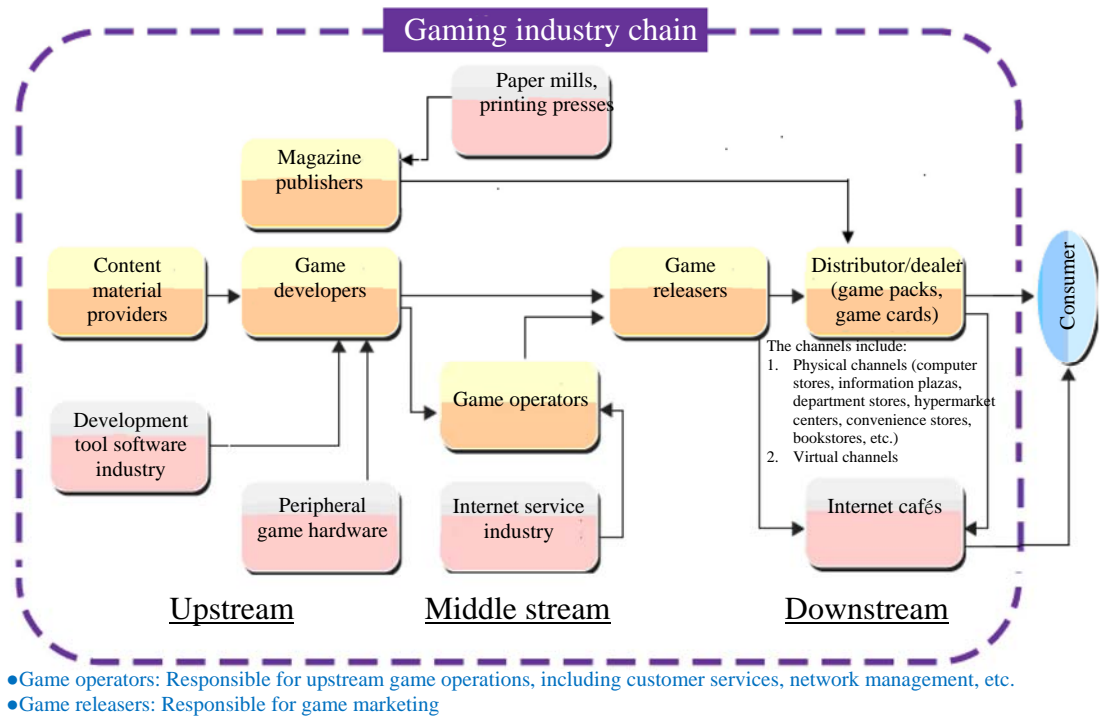 Gaming industry chain
Paper mills,
printing presses
Magazine
publishers
Content
material
providers
Game
developers
Game
releasers
Distributor/dealer
(game packs,
game cards)
Consumer
The channels include:
1. Physical channels (computer
stores, information plazas,
department stores, hypermarket
centers, convenience stores,
bookstores, etc.)
2. Virtual channels
Game operators
Development
tool software
industry
Peripheral
game hardware
Internet service
industry
Internet cafés
Upstream
Middle stream
Downstream
●Game operators: Responsible for upstream game operations, including customer services, network management, etc.
●Game releasers: Responsible for game marketing